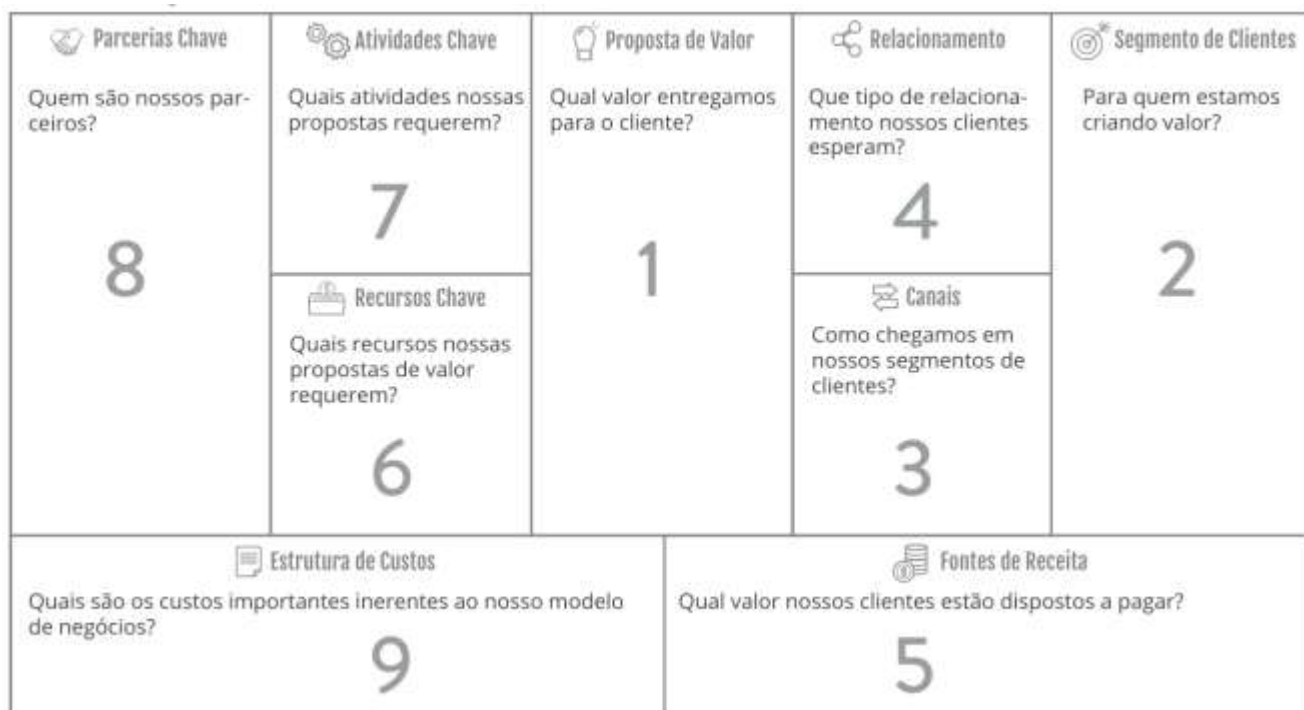 Parcerias Chave
Quem são nossos par-
ceiros?
8
Atividades Chave
Quais atividades nossas
propostas requerem?
7
Recursos Chave
Quais recursos nossas
propostas de valor
requerem?
6
Proposta de Valor
Qual valor entregamos
para o cliente?
1
Relacionamento
Que tipo de relaciona-
mento nossos clientes
esperam?
4
Canais
Como chegamos em
nossos segmentos de
clientes?
3
Segmento de Clientes
Para quem estamos
criando valor?
2
Estrutura de Custos
Quais são os custos importantes inerentes ao nosso modelo
de negócios?
9
Fontes de Receita
Qual valor nossos clientes estão dispostos a pagar?
5